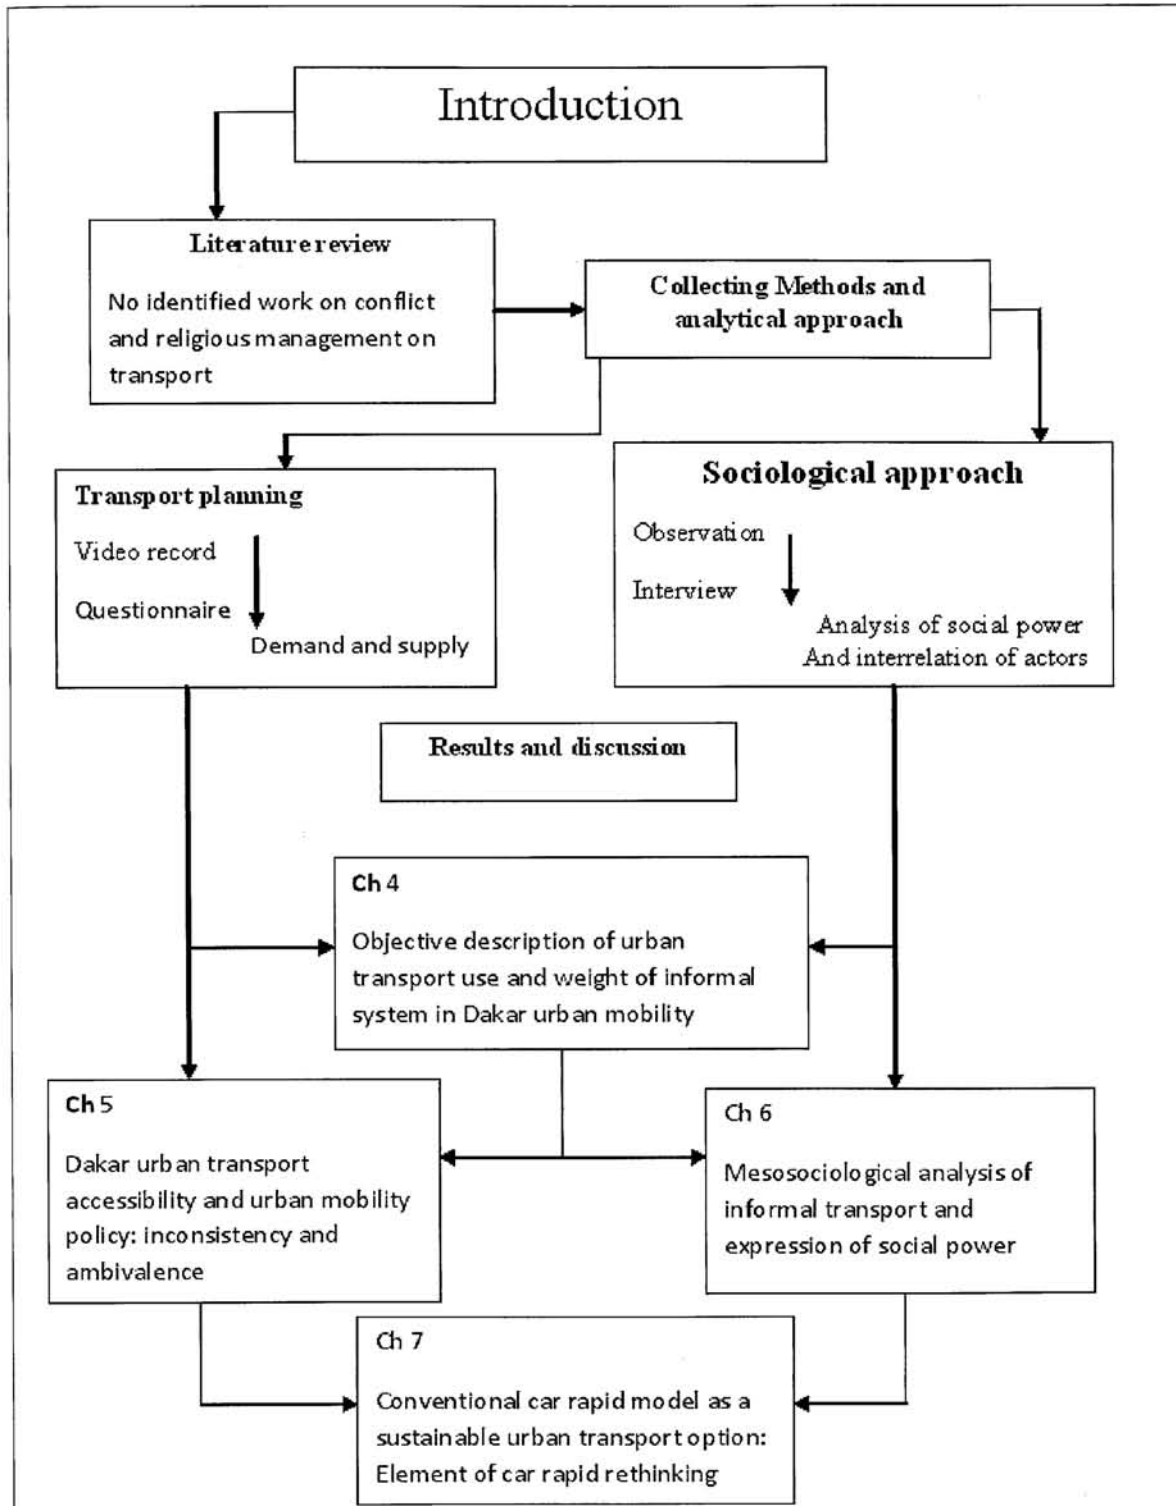 Introduction
Literature review
No identified work on conflict
and religious management on
transport
Collecting Methods and
analytical approach
Transport planning
Video record
Questionnaire
Demand and supply
Sociological approach
Observation
Interview
Analysis of social power
And interrelation of actors
Results and discussion
Ch 4
Objective description of urban
transport use and weight of informal
system in Dakar urban mobility
Ch 5
Dakar urban transport
accessibility and urban mobility
policy: inconsistency and
ambivalence
Ch 6
Mesosociological analysis of
informal transport and
expression of social power
Ch 7
Conventional car rapid model as a
sustainable urban transport option:
Element of car rapid rethinking